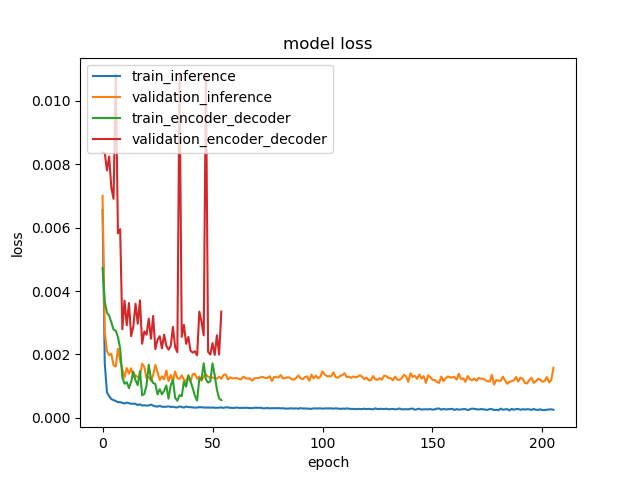 model loss
train_inference
validation_inference
train_encoder_decoder
validation_encoder_decoder
loss
0.010
0.008
0.006
0.004
0.002
0.000
0
50
100
150
200
epoch